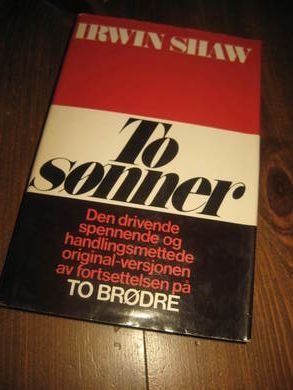 IRWIN SHAW
To
sønner
Den drivende
spennende og
handlingsmettede
original-versjonen
av fortsettelsen på
TO BRØDRE